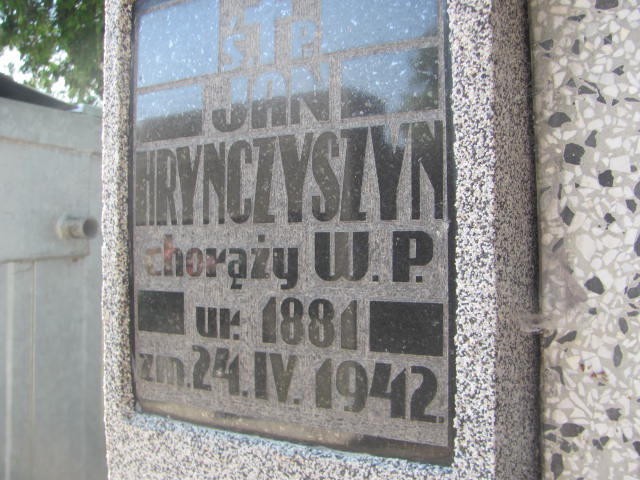 Ś.T.P.
JAN
HRYNCZYSZYN
chorąży W.P.
ur. 1881
zm. 24.IV.1942.